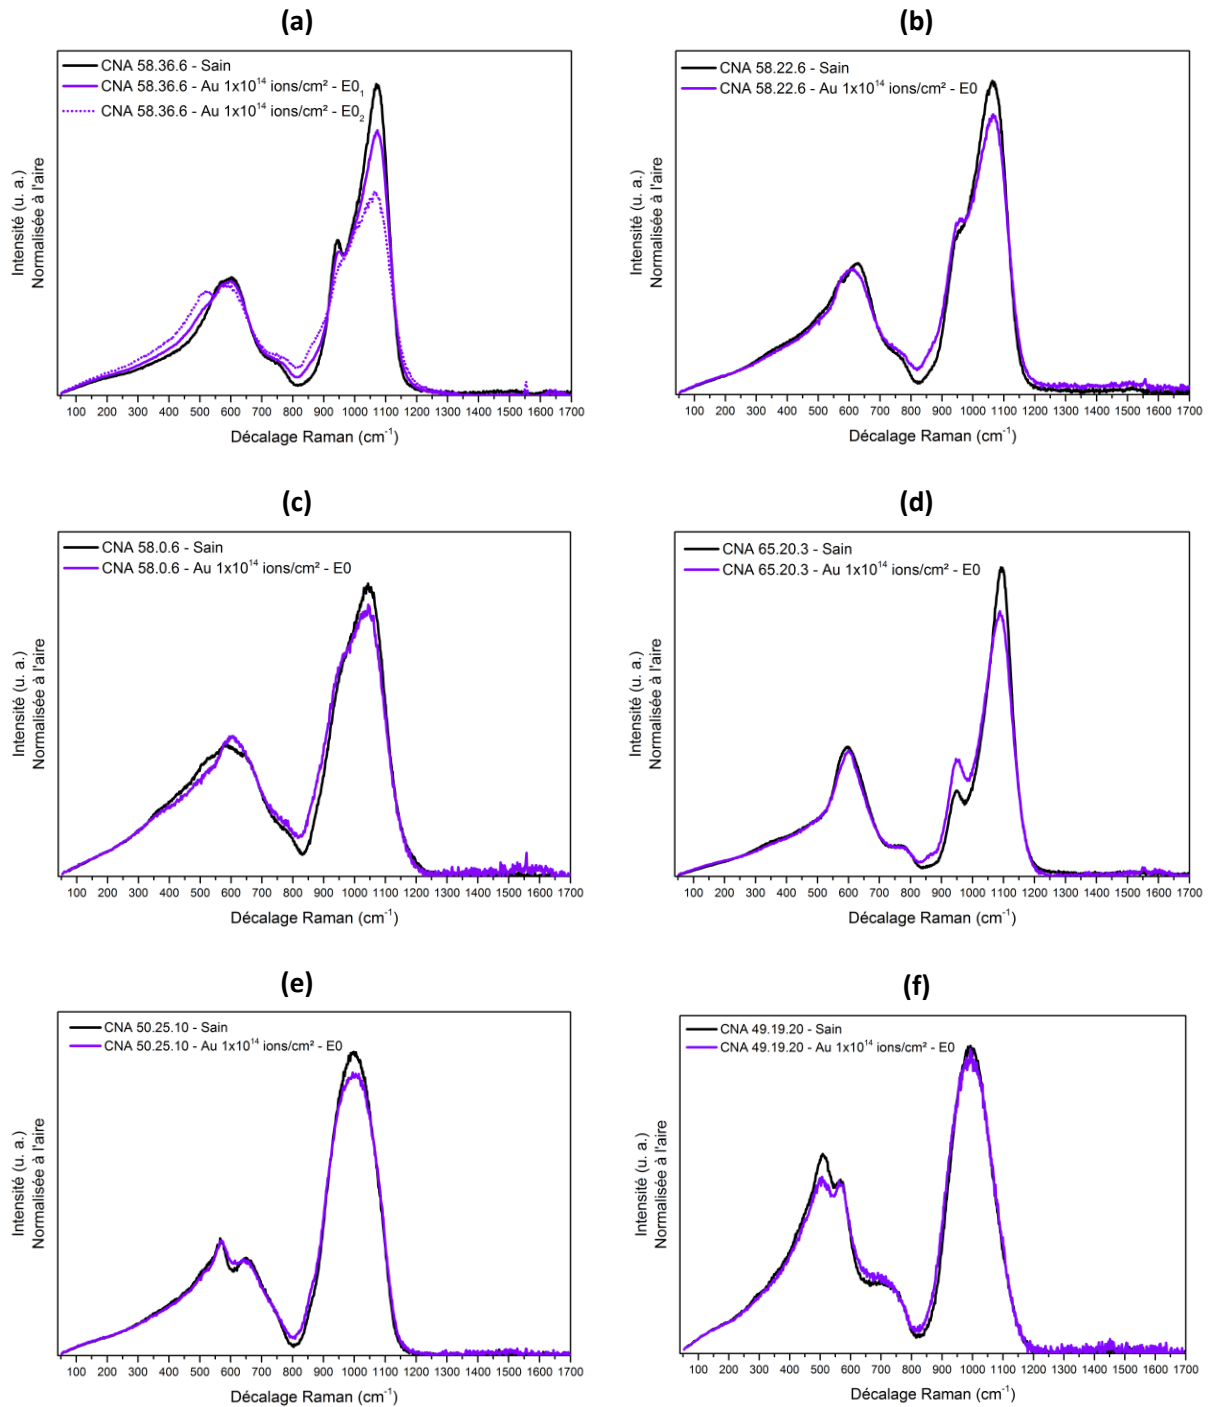 (a)
CNA 58.36.6 - Sain
CNA 58.36.6 - Au 1x10¹⁴ ions/cm² - E0₁
CNA 58.36.6 - Au 1x10¹⁴ ions/cm² - E0₂
Intensité (u. a.)
Normalisée à l'aire
100 200 300 400 500 600 700 800 900 1000 1100 1200 1300 1400 1500 1600 1700
Décalage Raman (cm⁻¹)
(b)
CNA 58.22.6 - Sain
CNA 58.22.6 - Au 1x10¹⁴ ions/cm² - E0
Intensité (u. a.)
Normalisée à l'aire
100 200 300 400 500 600 700 800 900 1000 1100 1200 1300 1400 1500 1600 1700
Décalage Raman (cm⁻¹)
(c)
CNA 58.0.6 - Sain
CNA 58.0.6 - Au 1x10¹⁴ ions/cm² - E0
Intensité (u. a.)
Normalisée à l'aire
100 200 300 400 500 600 700 800 900 1000 1100 1200 1300 1400 1500 1600 1700
Décalage Raman (cm⁻¹)
(d)
CNA 65.20.3 - Sain
CNA 65.20.3 - Au 1x10¹⁴ ions/cm² - E0
Intensité (u. a.)
Normalisée à l'aire
100 200 300 400 500 600 700 800 900 1000 1100 1200 1300 1400 1500 1600 1700
Décalage Raman (cm⁻¹)
(e)
CNA 50.25.10 - Sain
CNA 50.25.10 - Au 1x10¹⁴ ions/cm² - E0
Intensité (u. a.)
Normalisée à l'aire
100 200 300 400 500 600 700 800 900 1000 1100 1200 1300 1400 1500 1600 1700
Décalage Raman (cm⁻¹)
(f)
CNA 49.19.20 - Sain
CNA 49.19.20 - Au 1x10¹⁴ ions/cm² - E0
Intensité (u. a.)
Normalisée à l'aire
100 200 300 400 500 600 700 800 900 1000 1100 1200 1300 1400 1500 1600 1700
Décalage Raman (cm⁻¹)